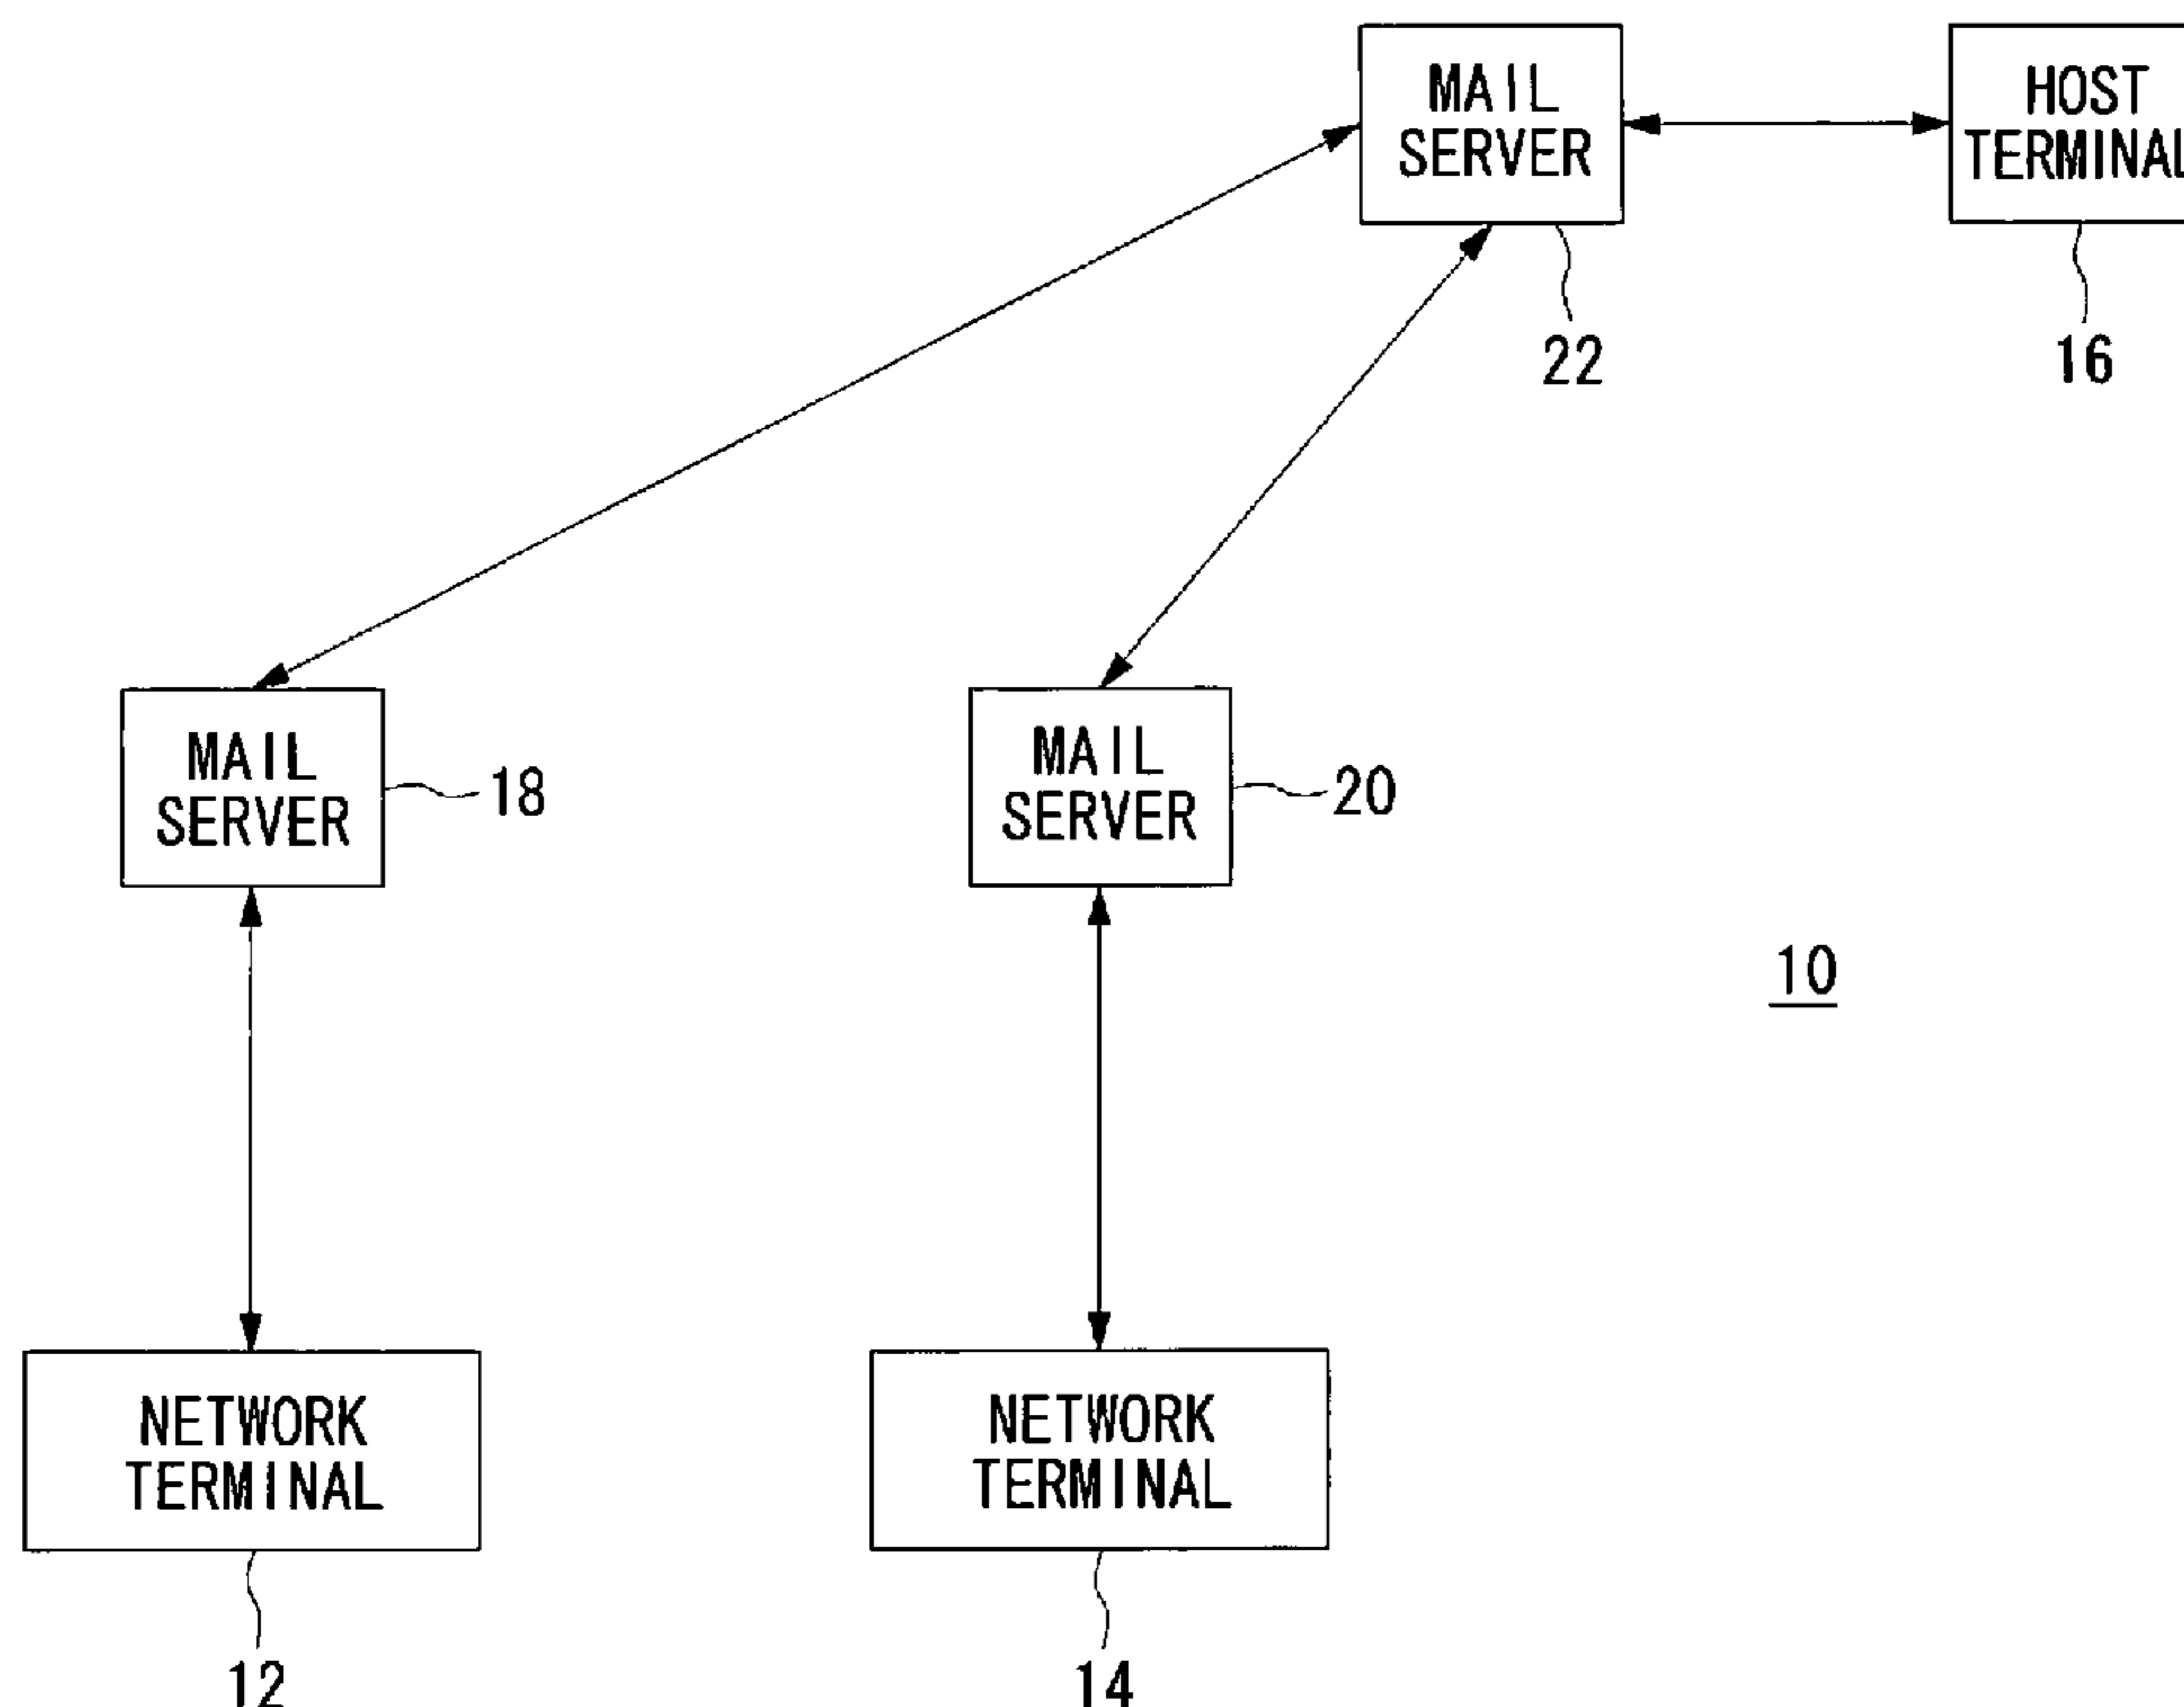 MAIL
SERVER
HOST
TERMINAL
22
16
MAIL
SERVER
18
MAIL
SERVER
20
10
NETWORK
TERMINAL
NETWORK
TERMINAL
12
14